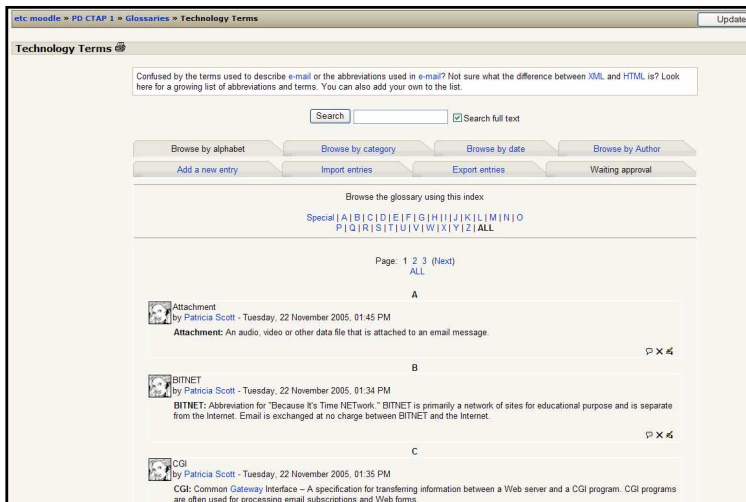 etc moodle » PD CTAP 1 » Glossaries » Technology Terms
Update
Technology Terms
Confused by the terms used to describe e-mail or the abbreviations used in e-mail? Not sure what the difference between XML and HTML is? Look
here for a growing list of abbreviations and terms. You can also add your own to the list.
Search
Search full text
Browse by alphabet Browse by category Browse by date Browse by Author
Add a new entry Import entries Export entries Waiting approval
Browse the glossary using this index
Special | A | B | C | D | E | F | G | H | I | J | K | L | M | N | O
P | Q | R | S | T | U | V | W | X | Y | Z | ALL
Page: 1 2 3 (Next)
ALL
A
Attachment
by Patricia Scott - Tuesday, 22 November 2005, 01:45 PM
Attachment: An audio, video or other data file that is attached to an email message.
B
BITNET
by Patricia Scott - Tuesday, 22 November 2005, 01:34 PM
BITNET: Abbreviation for "Because It's Time NETwork." BITNET is primarily a network of sites for educational purpose and is separate
from the Internet. Email is exchanged at no charge between BITNET and the Internet.
C
CGI
by Patricia Scott - Tuesday, 22 November 2005, 01:35 PM
CGI: Common Gateway Interface – A specification for transferring information between a Web server and a CGI program. CGI programs
are often used for processing email subscriptions and Web forms.